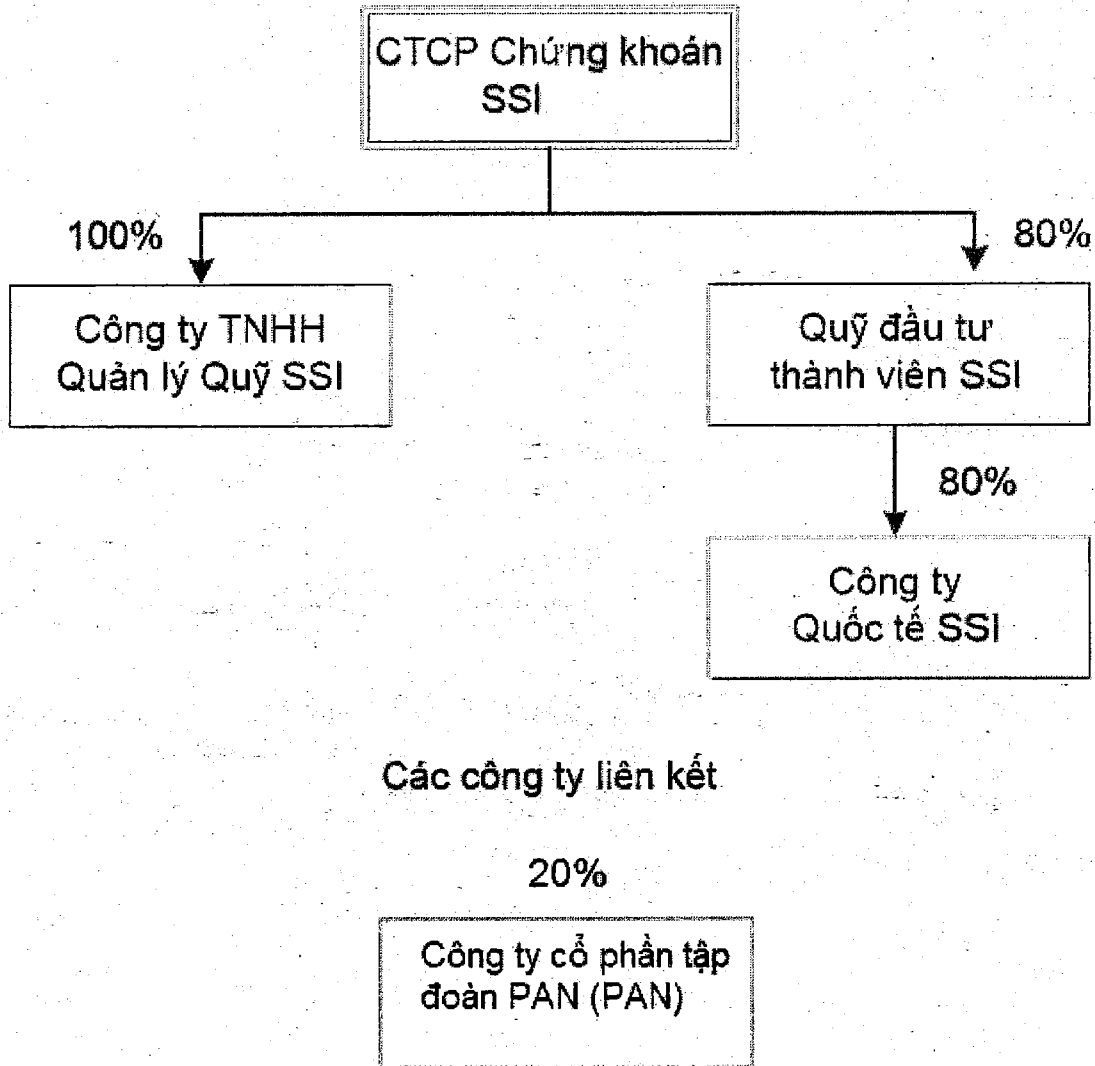 CTCP Chứng khoán
SSI
100%
80%
Công ty TNHH
Quản lý Quỹ SSI
Quỹ đầu tư
thành viên SSI
80%
Công ty
Quốc tế SSI
Các công ty liên kết
20%
Công ty cổ phần tập
đoàn PAN (PAN)